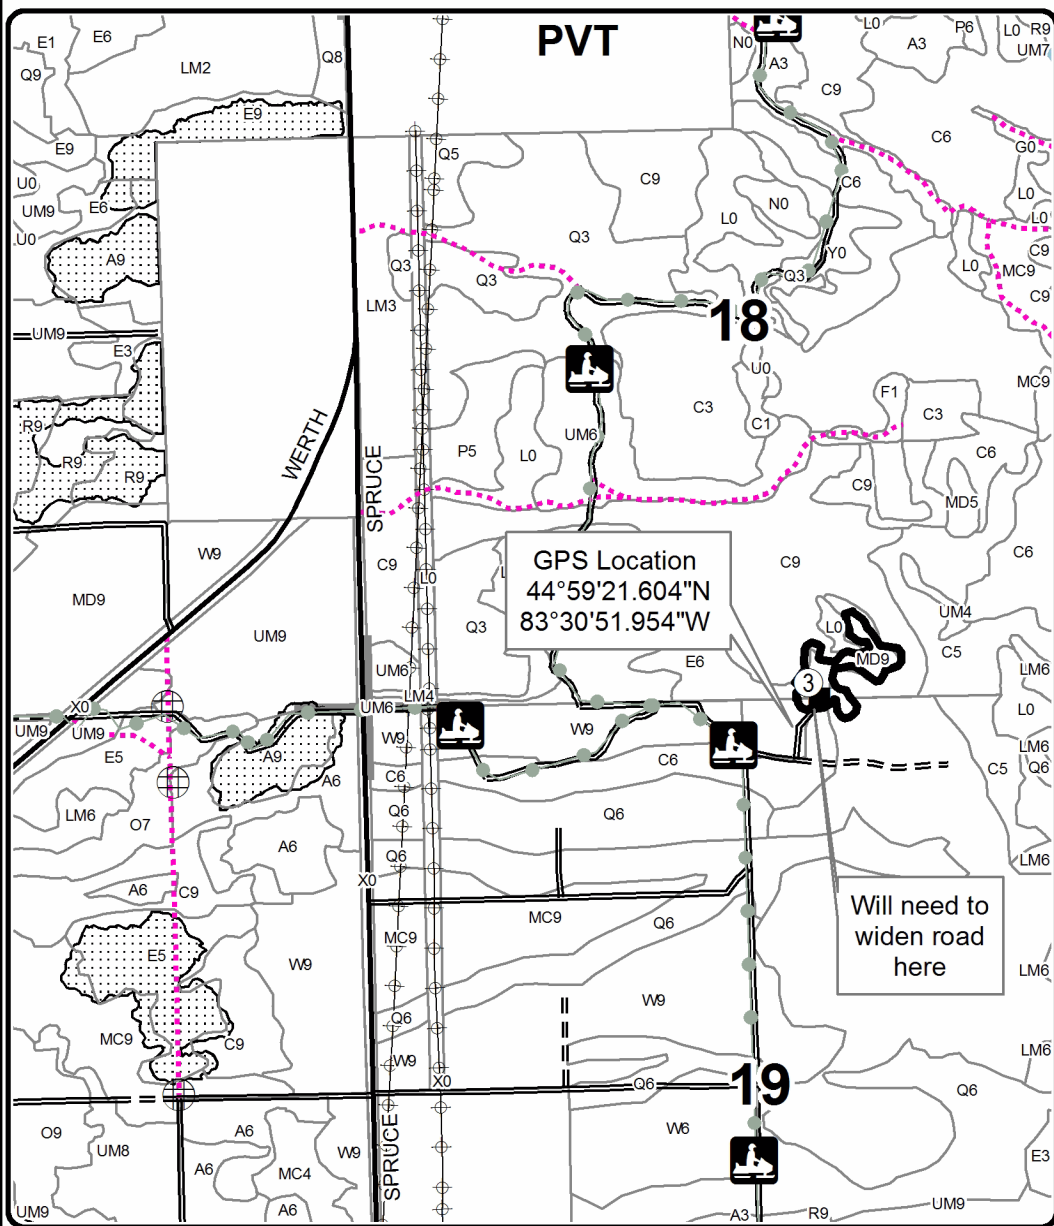 PVT
E1
E6
Q9
LM2
Q8
E9
E9
U0
UM9
E6
U0
A9
UM9
E3
R9
R9
R9
N0
A3
L0
A3
P6
L0
R9
UM7
C9
C6
G0
L0
L0
C9
MC9
C9
L0
Q5
C9
C6
N0
L0
Y0
Q3
Q3
Q3
Q3
LM3
18
U0
MC9
F1
C3
C3
C1
UM6
P5
L0
C6
C9
MD5
WERTH
SPRUCE
W9
MD9
C9
L0
GPS Location
44°59'21.604"N
83°30'51.954"W
C9
C6
Q3
UM9
UM4
L0
MD9
C5
UM6
E6
3
LM6
L0
LM4
UM6
X0
UM9
UM9
W9
W9
LM6
Q6
C5
E5
A9
A6
C6
C6
LM6
O7
Q6
Q6
A6
Q6
LM6
A6
C9
X0
MC9
Q6
MC9
Will need to
widen road
here
E5
W9
LM6
W9
MC9
C9
Q6
W9
LM6
X0
Q6
19
Q6
O9
A6
UM8
W9
W6
A6
MC4
E3
SPRUCE
UM9
A6
A3
R9
UM9